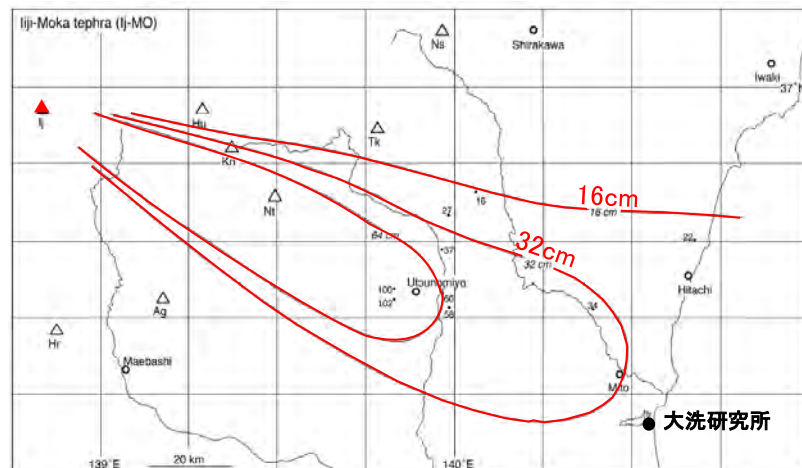 Iiji-Moka tephra (Ij-MO)
Ns
Shirakawa
Iwaki
37°N
Ij
Hu
Tk
Kn
Nt
16
16cm
16 cm
27
64 cm
37
32cm
32 cm
22
Hitachi
100
Utsunomiya
102
60
58
34
Ag
Hr
Maebashi
Mito
大洗研究所
139°E
20 km
140°E